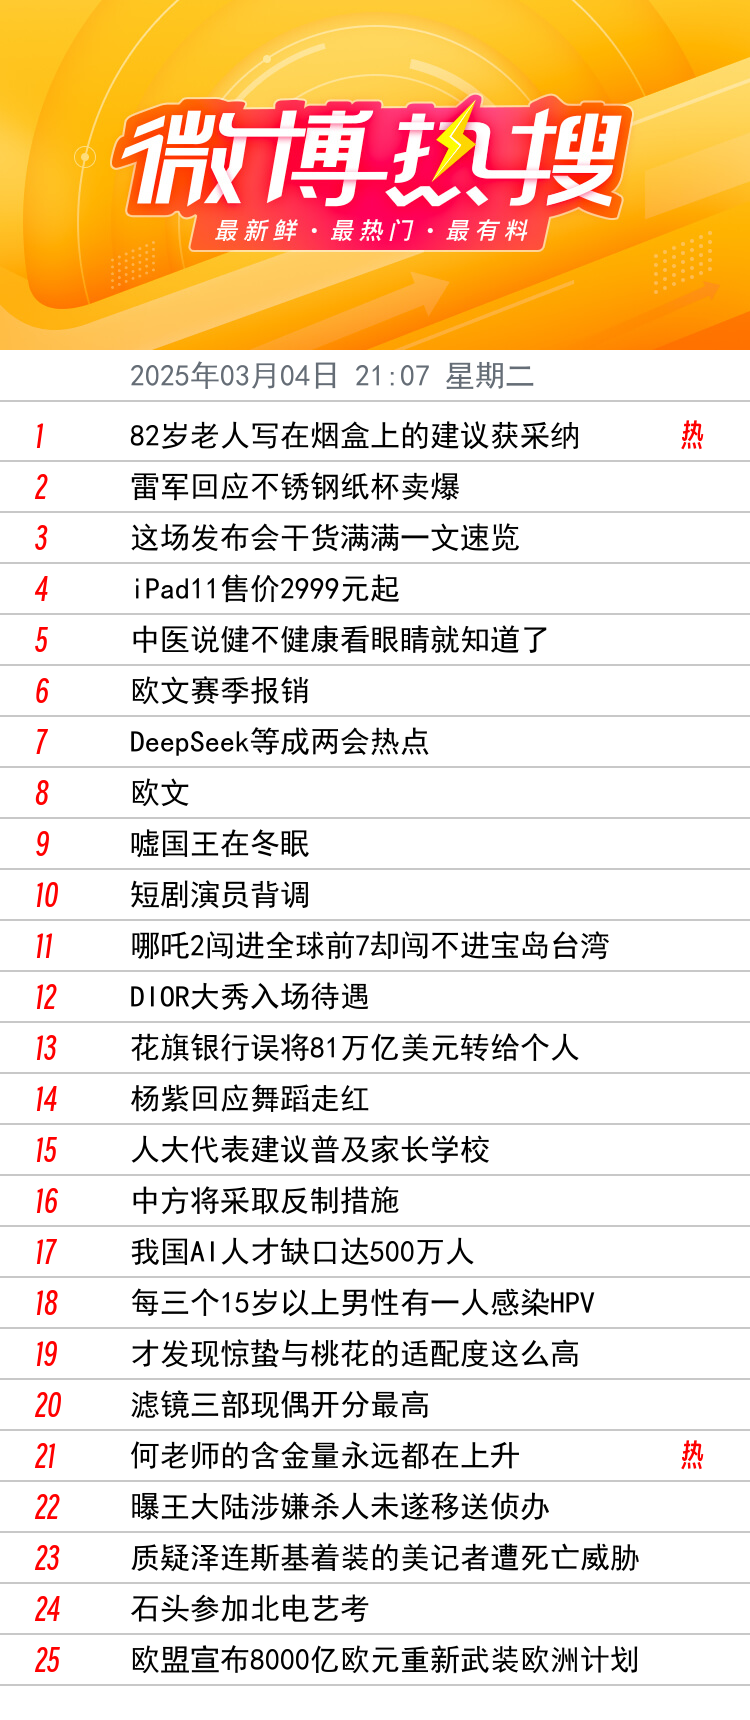 微博热搜
最新鲜·最热门·最有料
2025年03月04日 21:07 星期二
1 82岁老人写在烟盒上的建议获采纳 热
2 雷军回应不锈钢纸杯卖爆
3 这场发布会干货满满一文速览
4 iPad11售价2999元起
5 中医说健不健康看眼睛就知道了
6 欧文赛季报销
7 DeepSeek等成两会热点
8 欧文
9 嘘国王在冬眠
10 短剧演员背调
11 哪吒2闯进全球前7却闯不进宝岛台湾
12 DIOR大秀入场待遇
13 花旗银行误将81万亿美元转给个人
14 杨紫回应舞蹈走红
15 人大代表建议普及家长学校
16 中方将采取反制措施
17 我国AI人才缺口达500万人
18 每三个15岁以上男性有一人感染HPV
19 才发现惊蛰与桃花的适配度这么高
20 滤镜三部现偶开分最高
21 何老师的含金量永远都在上升 热
22 曝王大陆涉嫌杀人未遂移送侦办
23 质疑泽连斯基着装的美记者遭死亡威胁
24 石头参加北电艺考
25 欧盟宣布8000亿欧元重新武装欧洲计划